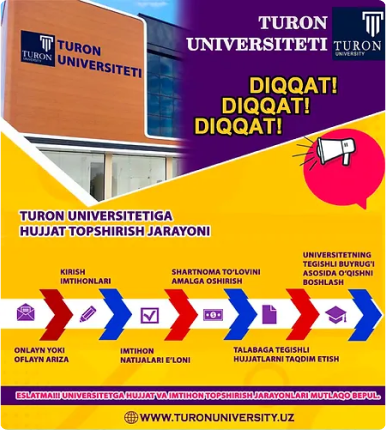 TURON
UNIVERSITETI
TURON
UNIVERSITY
TURON
UNIVERSITETI
TURON
UNIVERSITY
DIQQAT!
DIQQAT!
DIQQAT!
TURON UNIVERSITETIGA
HUJJAT TOPSHIRISH JARAYONI
KIRISH
IMTIHONLARI
SHARTNOMA TO'LOVINI
AMALGA OSHIRISH
UNIVERSITETNING
TEGISHLI BUYRUG'I
ASOSIDA O'QISHNI
BOSHLASH
ONLAYN YOKI
OFLAYN ARIZA
IMTIHON
NATIJALARI E'LONI
TALABAGA TEGISHLI
HUJJATLARNI TAQDIM ETISH
ESLATMA!!! UNIVERSITETGA HUJJAT VA IMTIHON TOPSHIRISH JARAYONLARI MUTLAQO BEPUL.
WWW.TURONUNIVERSITY.UZ